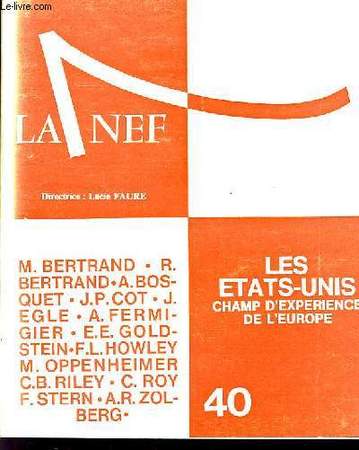 Le-livre.com
LA NEF
Directrice : Lucie FAURE
M. BERTRAND • R.
BERTRAND • A. BOS-
QUET • J.P. COT • J.
EGLE • A. FERMI-
GIER • E.E. GOLD-
STEIN • F.L. HOWLEY
M. OPPENHEIMER
C.B. RILEY • C. ROY
F. STERN • A.R. ZOL-
BERG •
LES
ETATS-UNIS
CHAMP D'EXPERIENCE
DE L'EUROPE
40